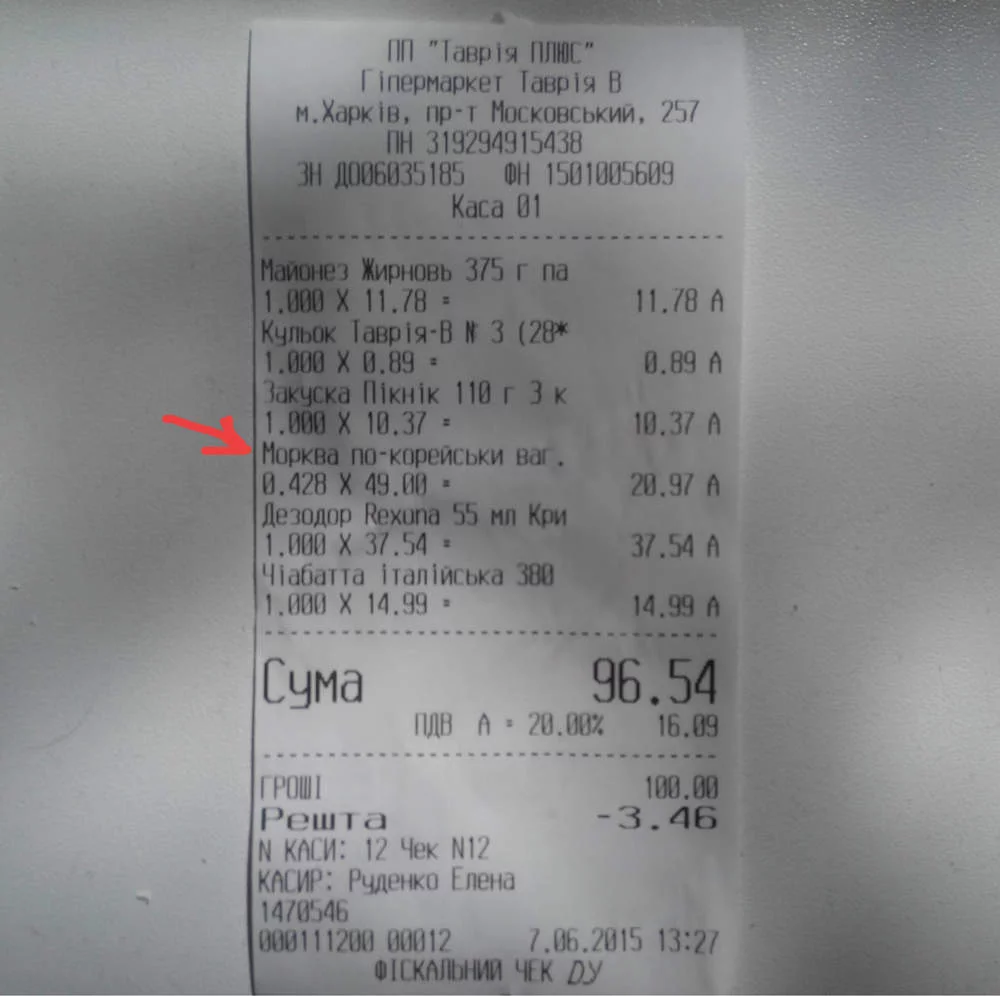 ПП "Таврія ПЛЮС"
Гіпермаркет Таврія В
м.Харків, пр-т Московський, 257
ПН 319294915438
ЗН ДО06035185 ФН 1501005609
Каса 01
Майонез Жирновь 375 г па
1.000 X 11.78 = 11.78 А
Кульок Таврія-В № 3 (28*
1.000 X 0.89 = 0.89 А
Закуска Пікнік 110 г З к
1.000 X 10.37 = 10.37 А
Морква по-корейськи ваг.
0.428 X 49.00 = 20.97 А
Дезодор Rexona 55 мл Кри
1.000 X 37.54 = 37.54 А
Чіабатта італійська 380
1.000 X 14.99 = 14.99 А
Сума 96.54
ПДВ А = 20.00% 16.09
ГРОШІ 100.00
Решта -3.46
N КАСИ: 12 Чек N12
КАСИР: Руденко Елена
1470546
000111200 00012 7.06.2015 13:27
ФІСКАЛЬНИЙ ЧЕК ДУ